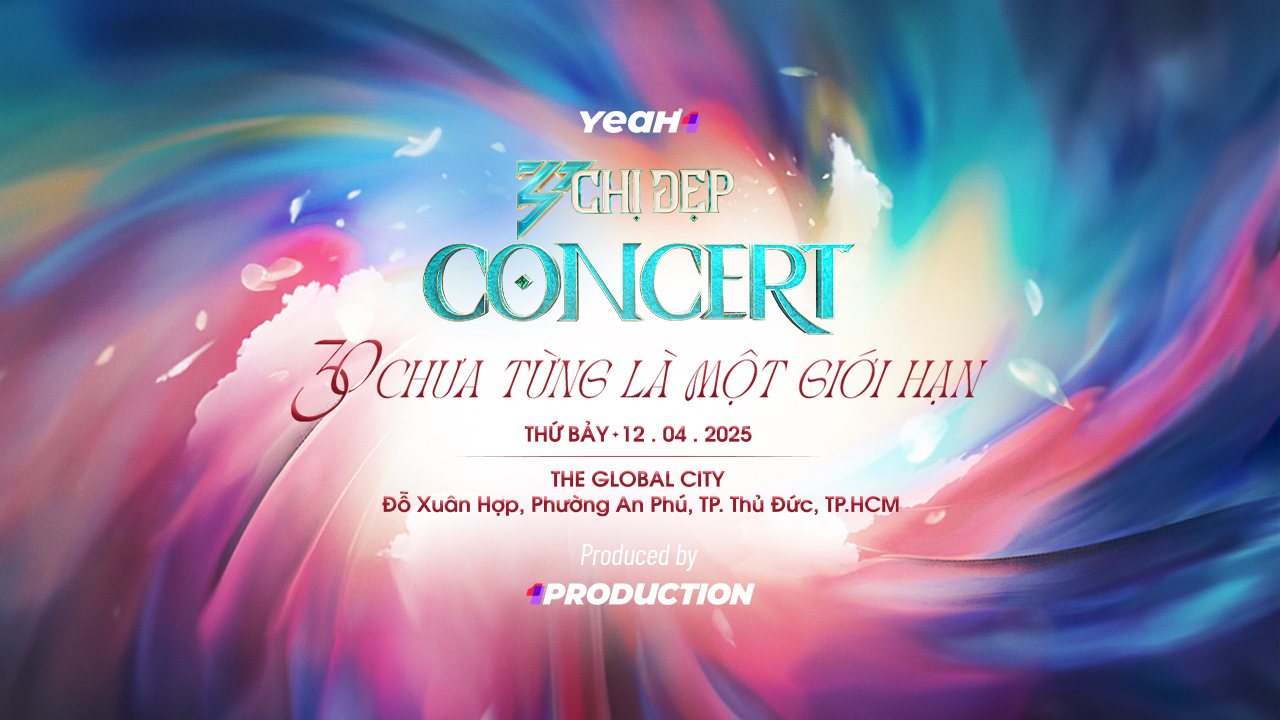 YeaH1
CHỊ ĐẸP
CONCERT
30 CHƯA TỪNG LÀ MỘT GIỚI HẠN
THỨ BẢY 12 . 04 . 2025
THE GLOBAL CITY
Đỗ Xuân Hợp, Phường An Phú, TP. Thủ Đức, TP.HCM
Produced by
1PRODUCTION